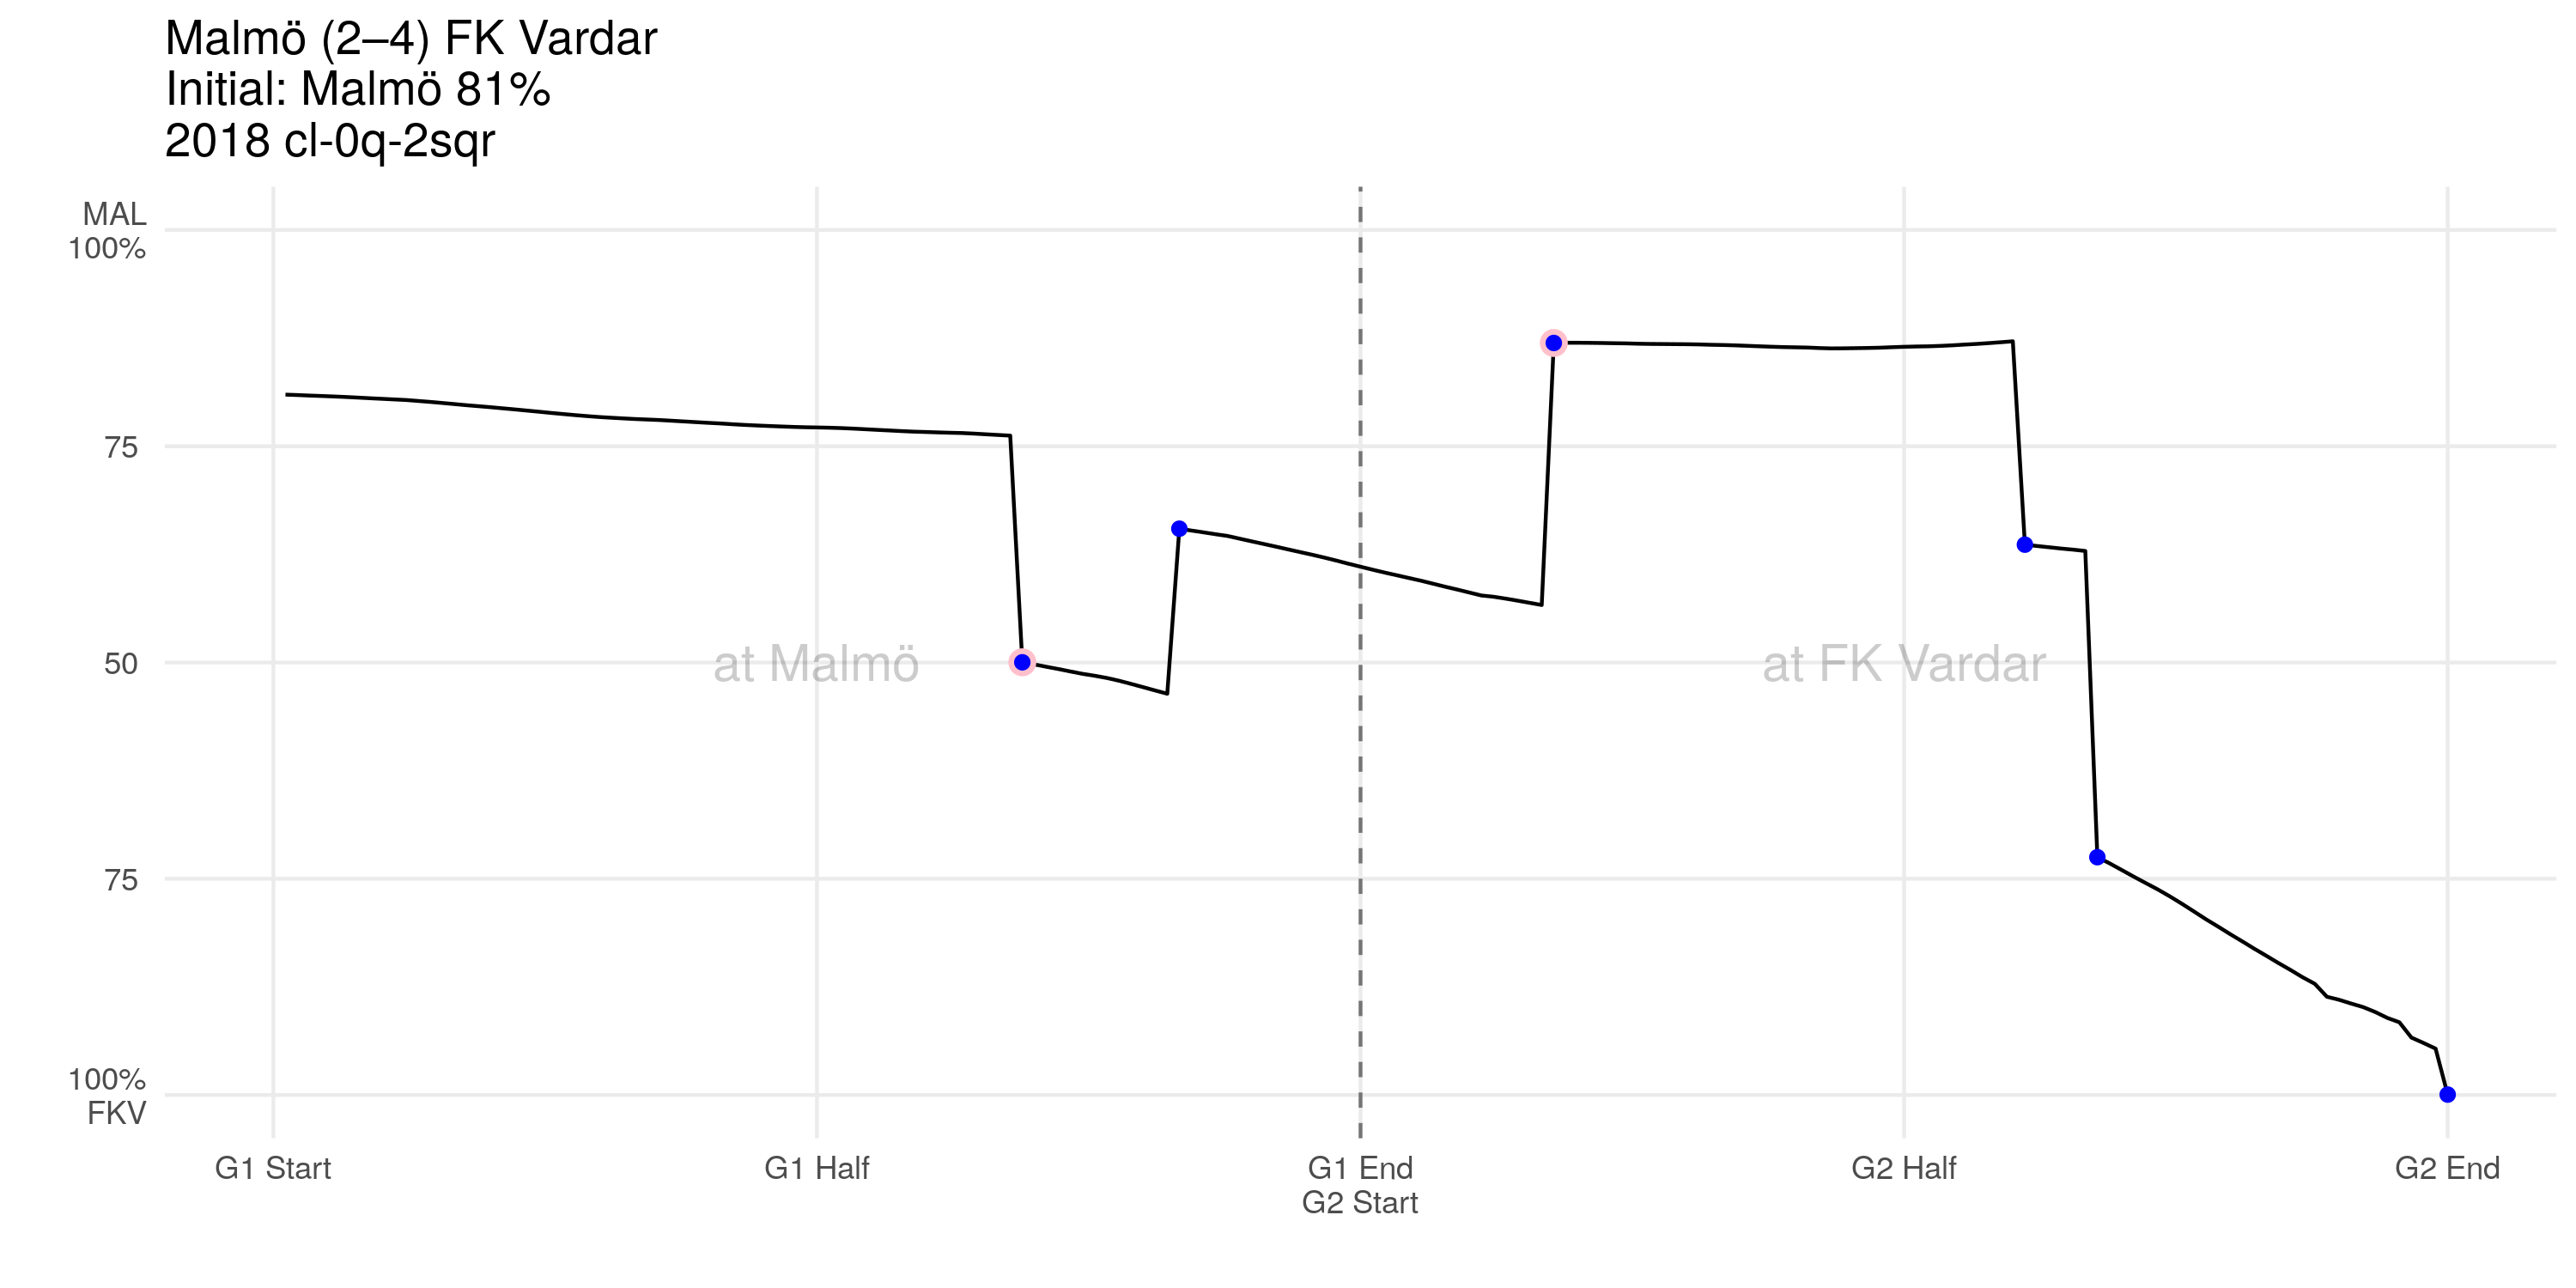 Malmö (2–4) FK Vardar
Initial: Malmö 81%
2018 cl-0q-2sqr
MAL
100%
75
50
75
100%
FKV
at Malmö
at FK Vardar
G1 Start
G1 Half
G1 End
G2 Start
G2 Half
G2 End